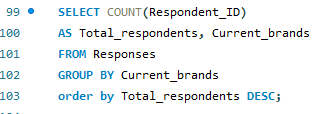 99 SELECT COUNT(Respondent_ID)
100 AS Total_respondents, Current_brands
101 FROM Responses
102 GROUP BY Current_brands
103 order by Total_respondents DESC;